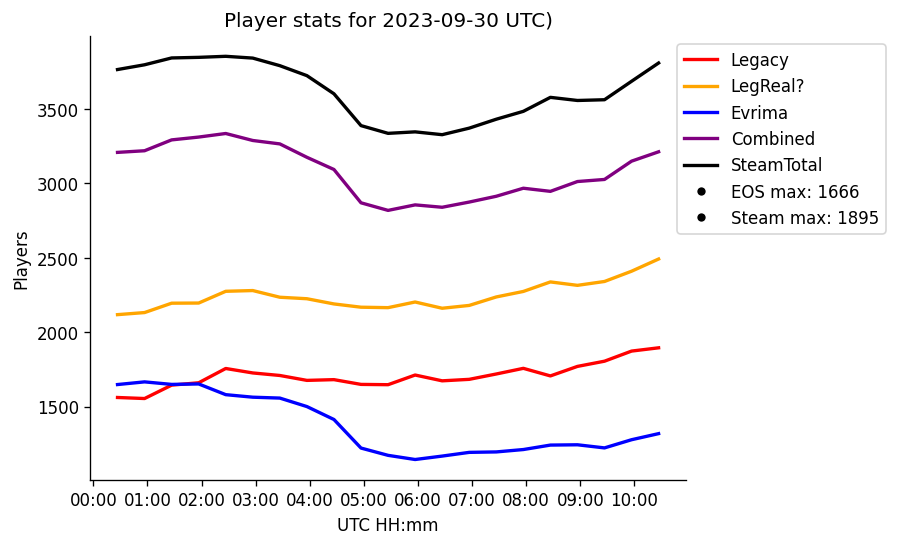 Player stats for 2023-09-30 UTC)
Legacy
LegReal?
Evrima
Combined
SteamTotal
EOS max: 1666
Steam max: 1895
Players
3500
3000
2500
2000
1500
00:00 01:00 02:00 03:00 04:00 05:00 06:00 07:00 08:00 09:00 10:00
UTC HH:mm